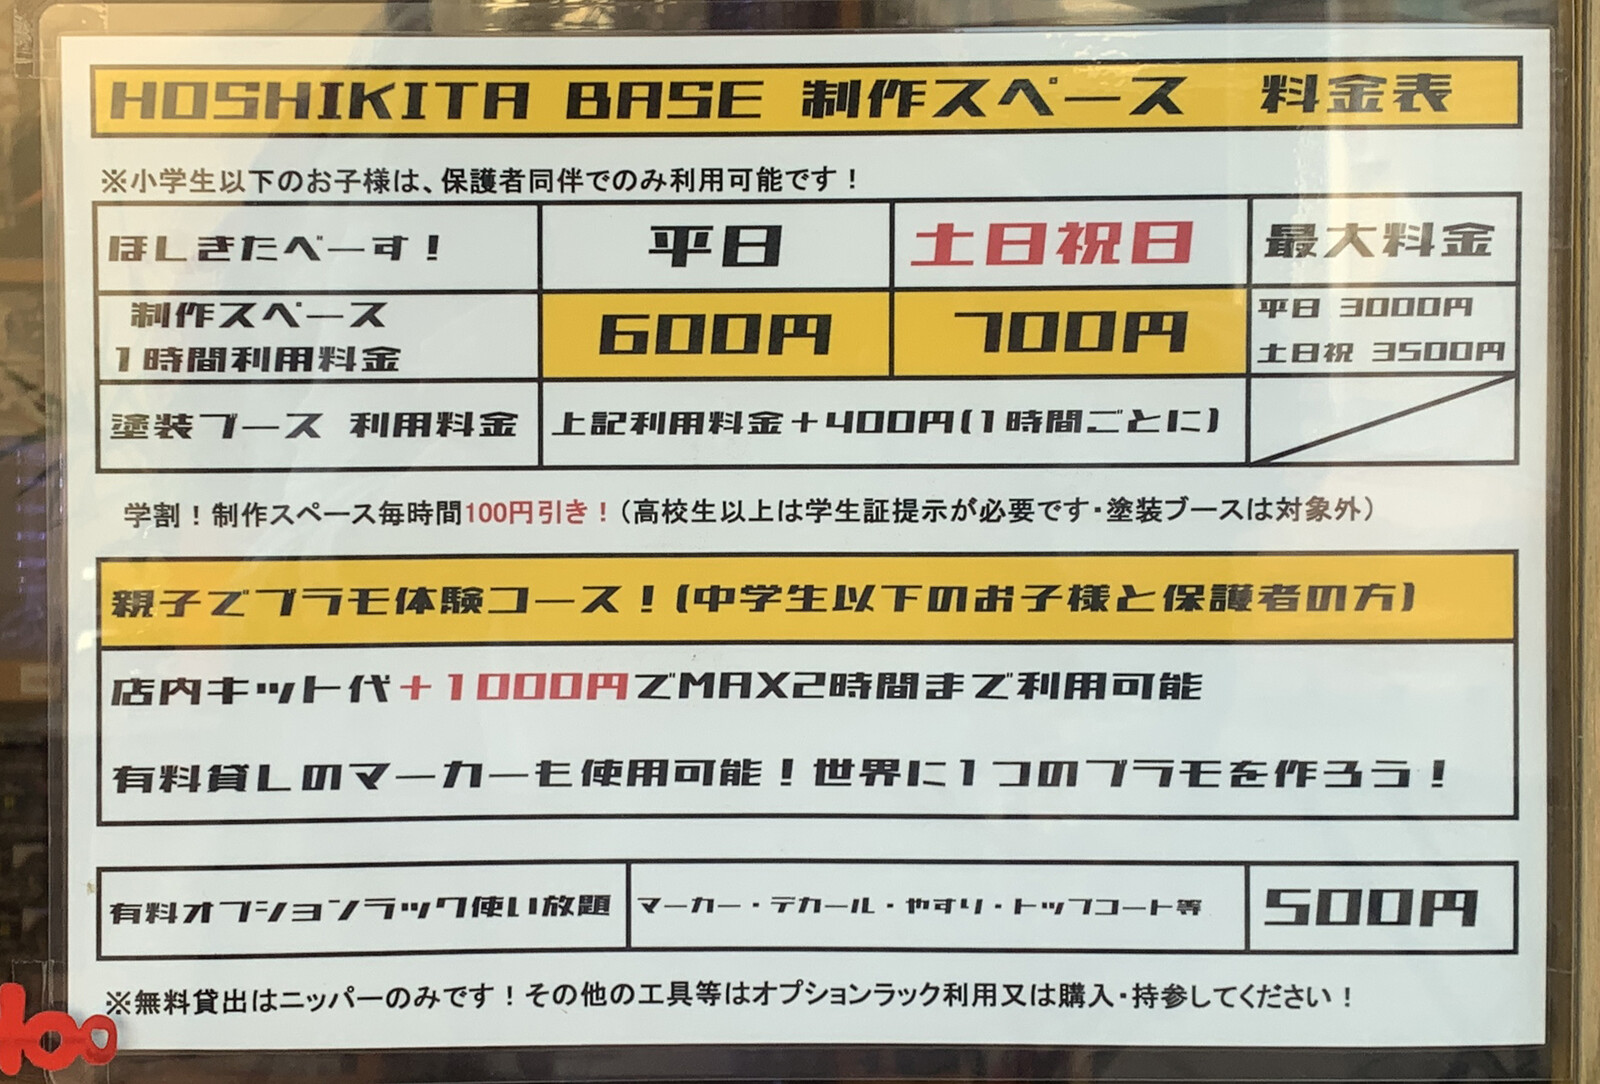 HOSHIKITA BASE 制作スペース 料金表
※小学生以下のお子様は、保護者同伴でのみ利用可能です！
ほしきたべーす！ 平日 土日祝日 最大料金
制作スペース
1時間利用料金 600円 700円 平日 3000円
土日祝 3500円
塗装ブース 利用料金 上記利用料金＋400円(1時間ごとに)
学割！制作スペース毎時間100円引き！（高校生以上は学生証提示が必要です・塗装ブースは対象外）
親子でプラモ体験コース！(中学生以下のお子様と保護者の方)
店内キット代＋1000円でMAX2時間まで利用可能
有料貸しのマーカーも使用可能！世界に1つのプラモを作ろう！
有料オプションラック使い放題 マーカー・デカール・やすり・トップコート等 500円
※無料貸出はニッパーのみです！その他の工具等はオプションラック利用又は購入・持参してください！